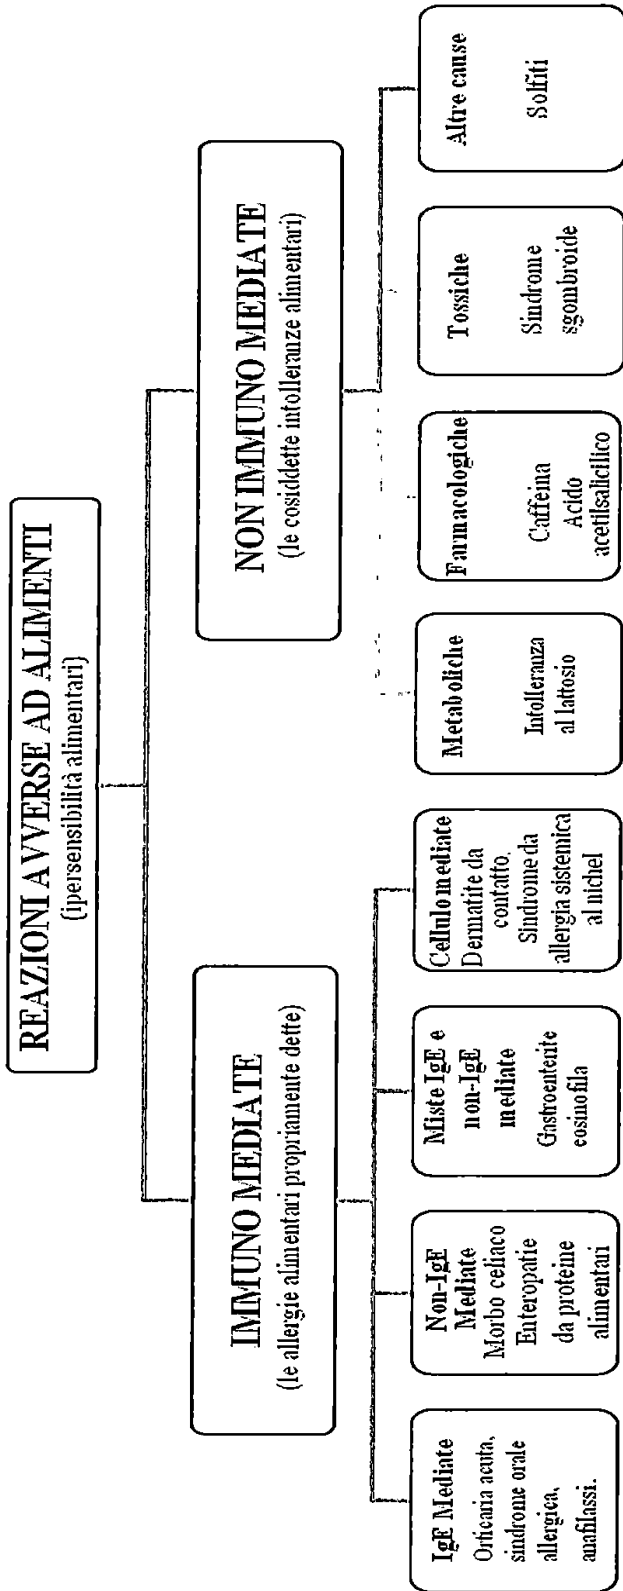 REAZIONI AVVERSE AD ALIMENTI
(ipersensibilità alimentari)
IMMUNO MEDIATE
(le allergie alimentari propriamente dette)
NON IMMUNO MEDIATE
(le cosiddette intolleranze alimentari)
IgE Mediate
Orticaria acuta,
sindrome orale
allergica,
anafilassi.
Non-IgE
Mediate
Morbo celiaco
Enteropatie
da proteine
alimentari
Miste IgE e
non-IgE
mediate
Gastroenterite
eosinofila
Cellulomediate
Dermatite da
contatto.
Sindrome da
allergia sistemica
al nichel
Metaboliche
Intolleranza
al lattosio
Farmacologiche
Caffeina
Acido
acetilsalicilico
Tossiche
Sindrome
sgombroide
Altre cause
Solfiti